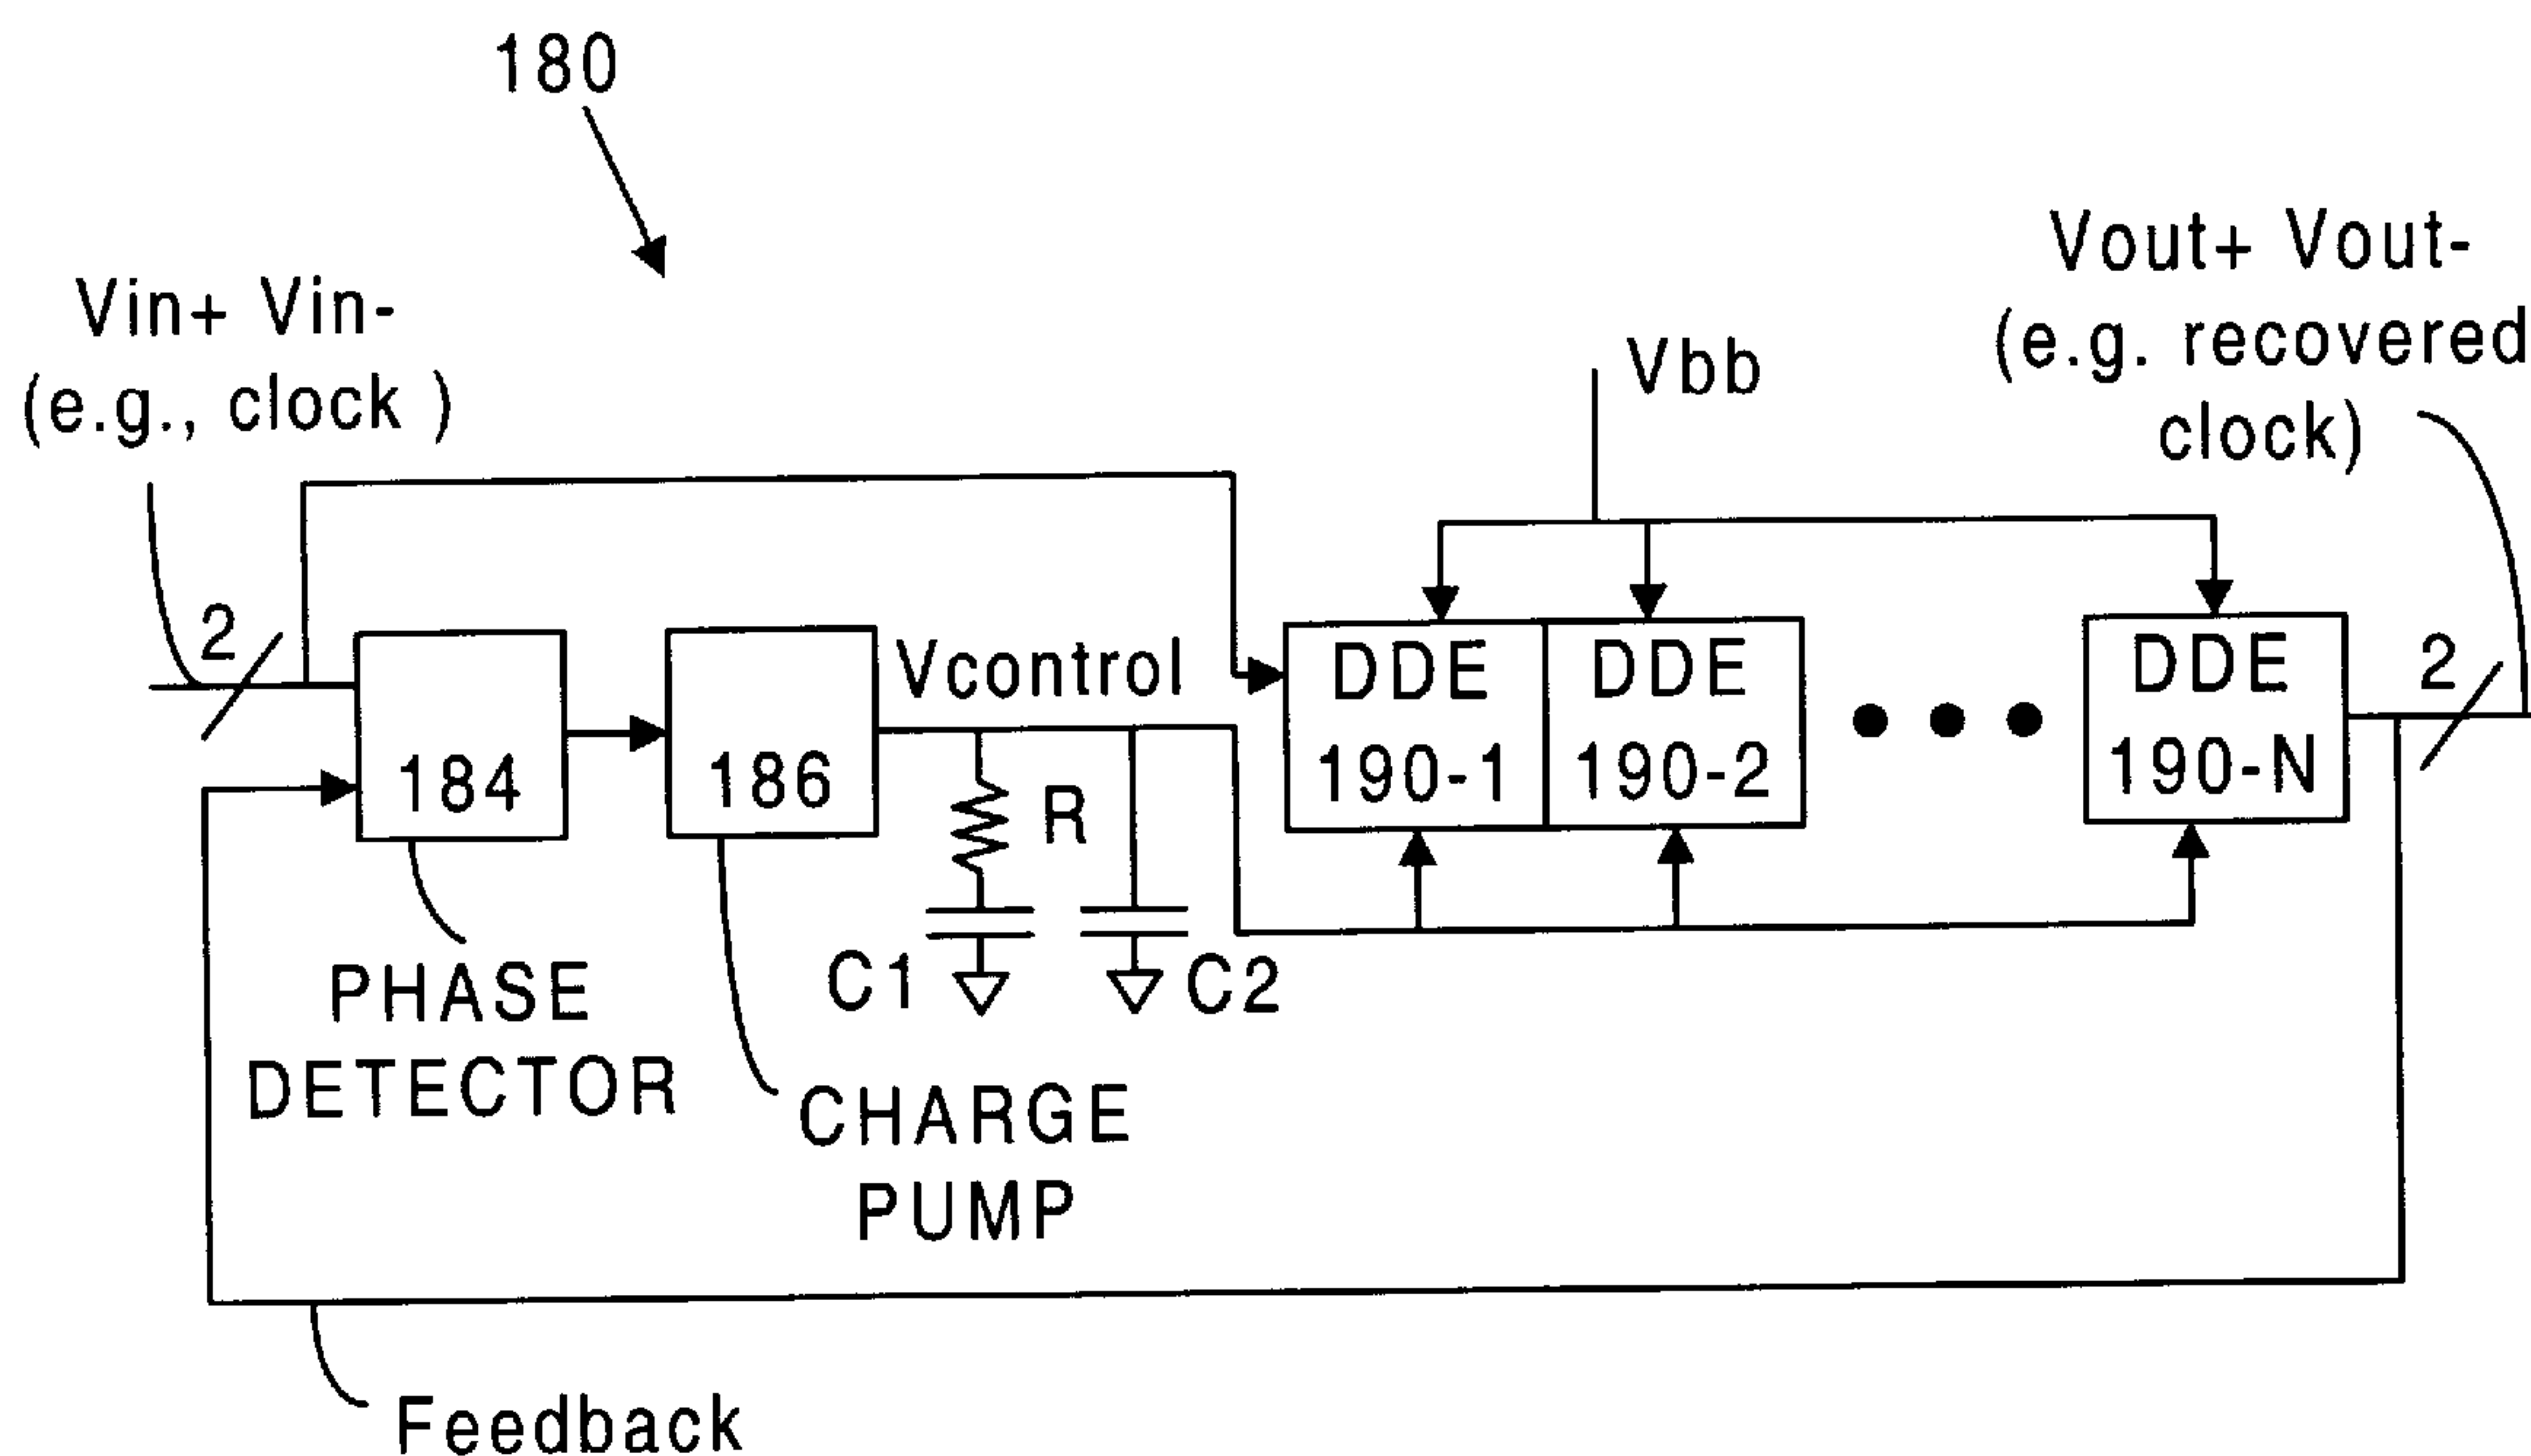 180
Vin+ Vin-
(e.g., clock )
Vout+ Vout-
(e.g. recovered
clock)
Vbb
2
184
186
Vcontrol
DDE
190-1
DDE
190-2
DDE
190-N
2
R
C1
C2
PHASE
DETECTOR
CHARGE
PUMP
Feedback